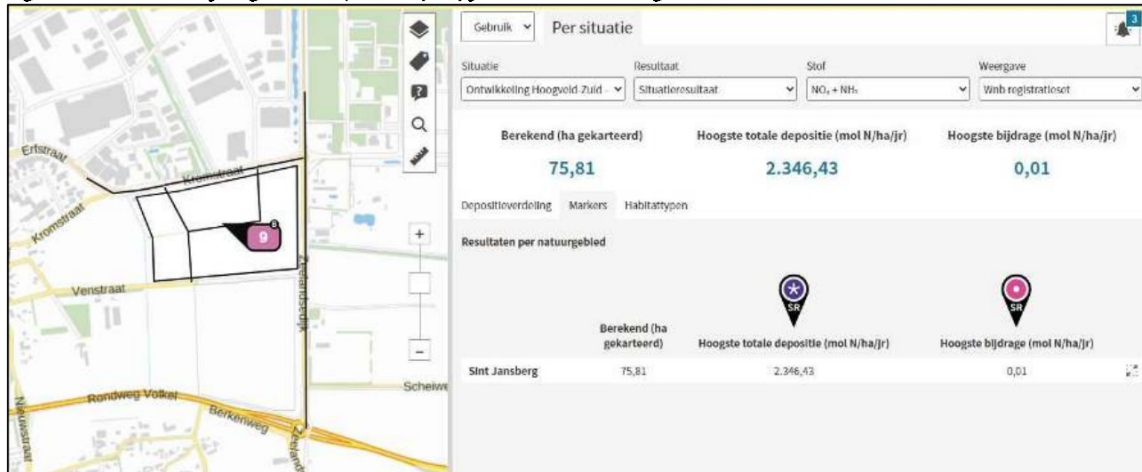 Erfstraat
Kromstraat
Kromstraat
Venstraat
Zeelandsedijk
Rondweg Volkel
Berkenweg
Nieuwstraat
Zeeland
Scheiwe
9
B
+
−
Gebruik
Per situatie
3
Situatie
Resultaat
Stof
Weergave
Ontwikkeling Hoogveld-Zuid -
Situatieresultaat
NOₓ + NH₃
Wnb registratieset
Berekend (ha gekarteerd)
Hoogste totale depositie (mol N/ha/jr)
Hoogste bijdrage (mol N/ha/jr)
75,81
2.346,43
0,01
Depositieverdeling
Markers
Habitattypen
Resultaten per natuurgebied
SR
SR
Berekend (ha
gekarteerd)
Hoogste totale depositie (mol N/ha/jr)
Hoogste bijdrage (mol N/ha/jr)
Sint Jansberg
75,81
2.346,43
0,01